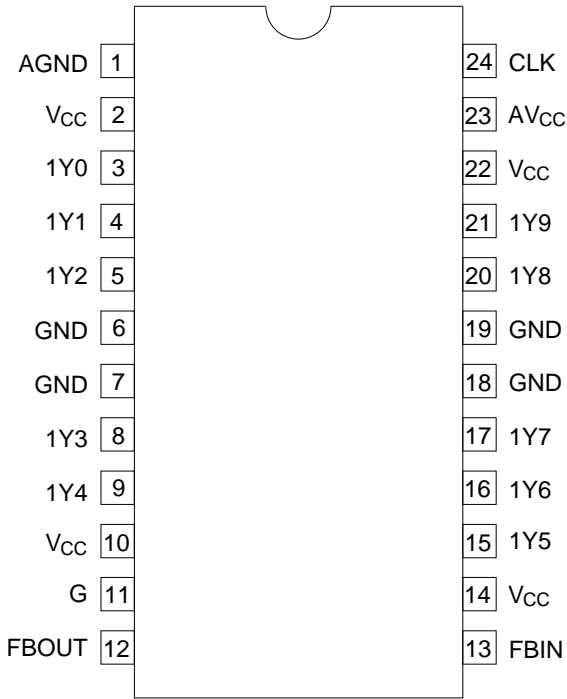 AGND 1 24 CLK
VCC 2 23 AVCC
1Y0 3 22 VCC
1Y1 4 21 1Y9
1Y2 5 20 1Y8
GND 6 19 GND
GND 7 18 GND
1Y3 8 17 1Y7
1Y4 9 16 1Y6
VCC 10 15 1Y5
G 11 14 VCC
FBOUT 12 13 FBIN